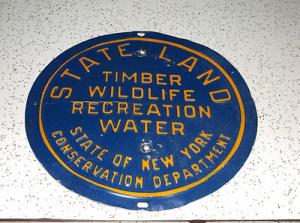 STATE LAND
TIMBER
WILDLIFE
RECREATION
WATER
STATE OF NEW YORK
CONSERVATION DEPARTMENT